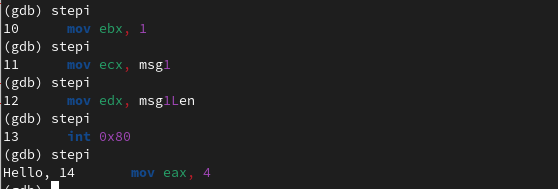 (gdb) stepi
10 mov ebx, 1
(gdb) stepi
11 mov ecx, msg1
(gdb) stepi
12 mov edx, msg1Len
(gdb) stepi
13 int 0x80
(gdb) stepi
Hello, 14 mov eax, 4
(gdb)